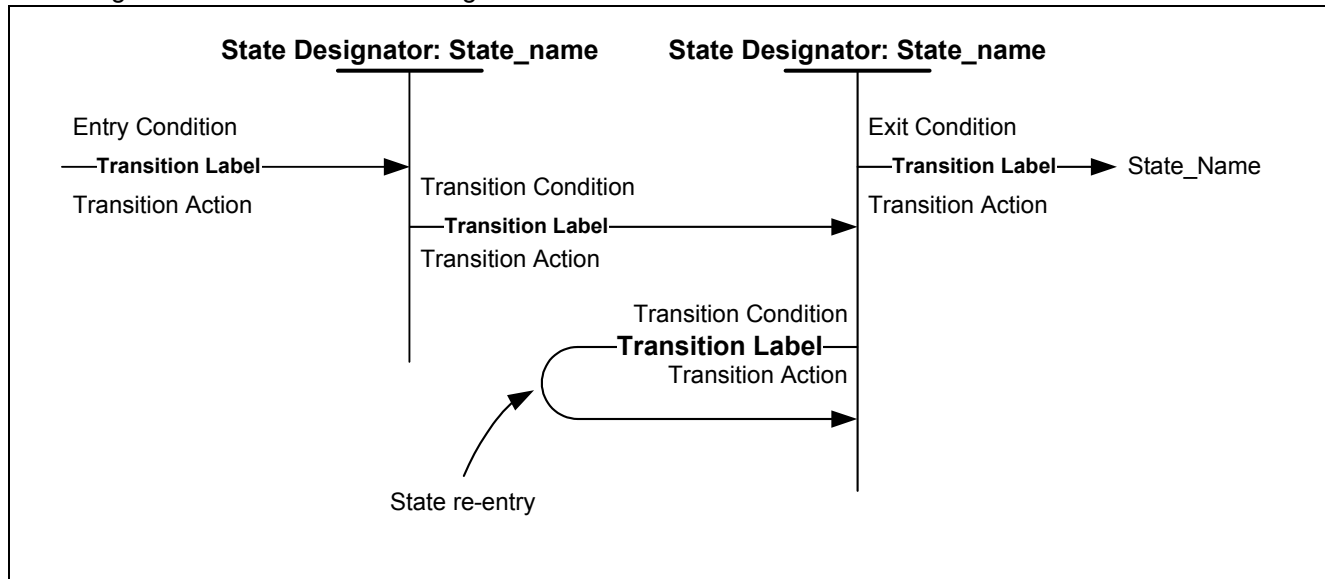 State Designator: State_name
State Designator: State_name
Entry Condition
Transition Label
Transition Action
Transition Condition
Transition Label
Transition Action
Exit Condition
Transition Label
State_Name
Transition Action
Transition Condition
Transition Label
Transition Action
State re-entry